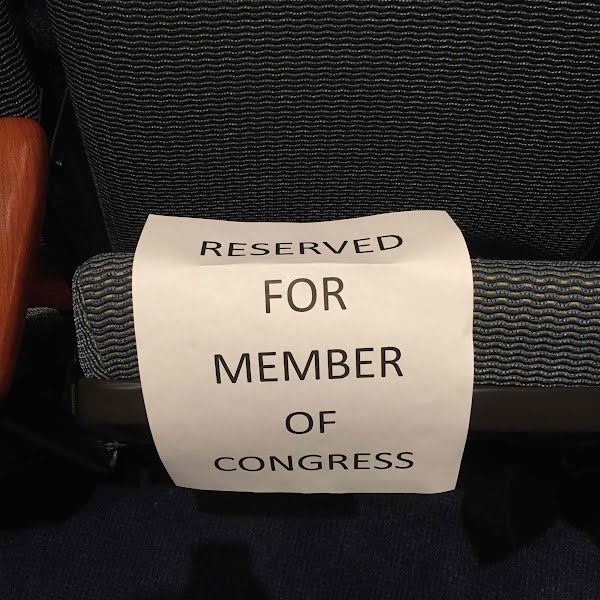 RESERVED
FOR
MEMBER
OF
CONGRESS